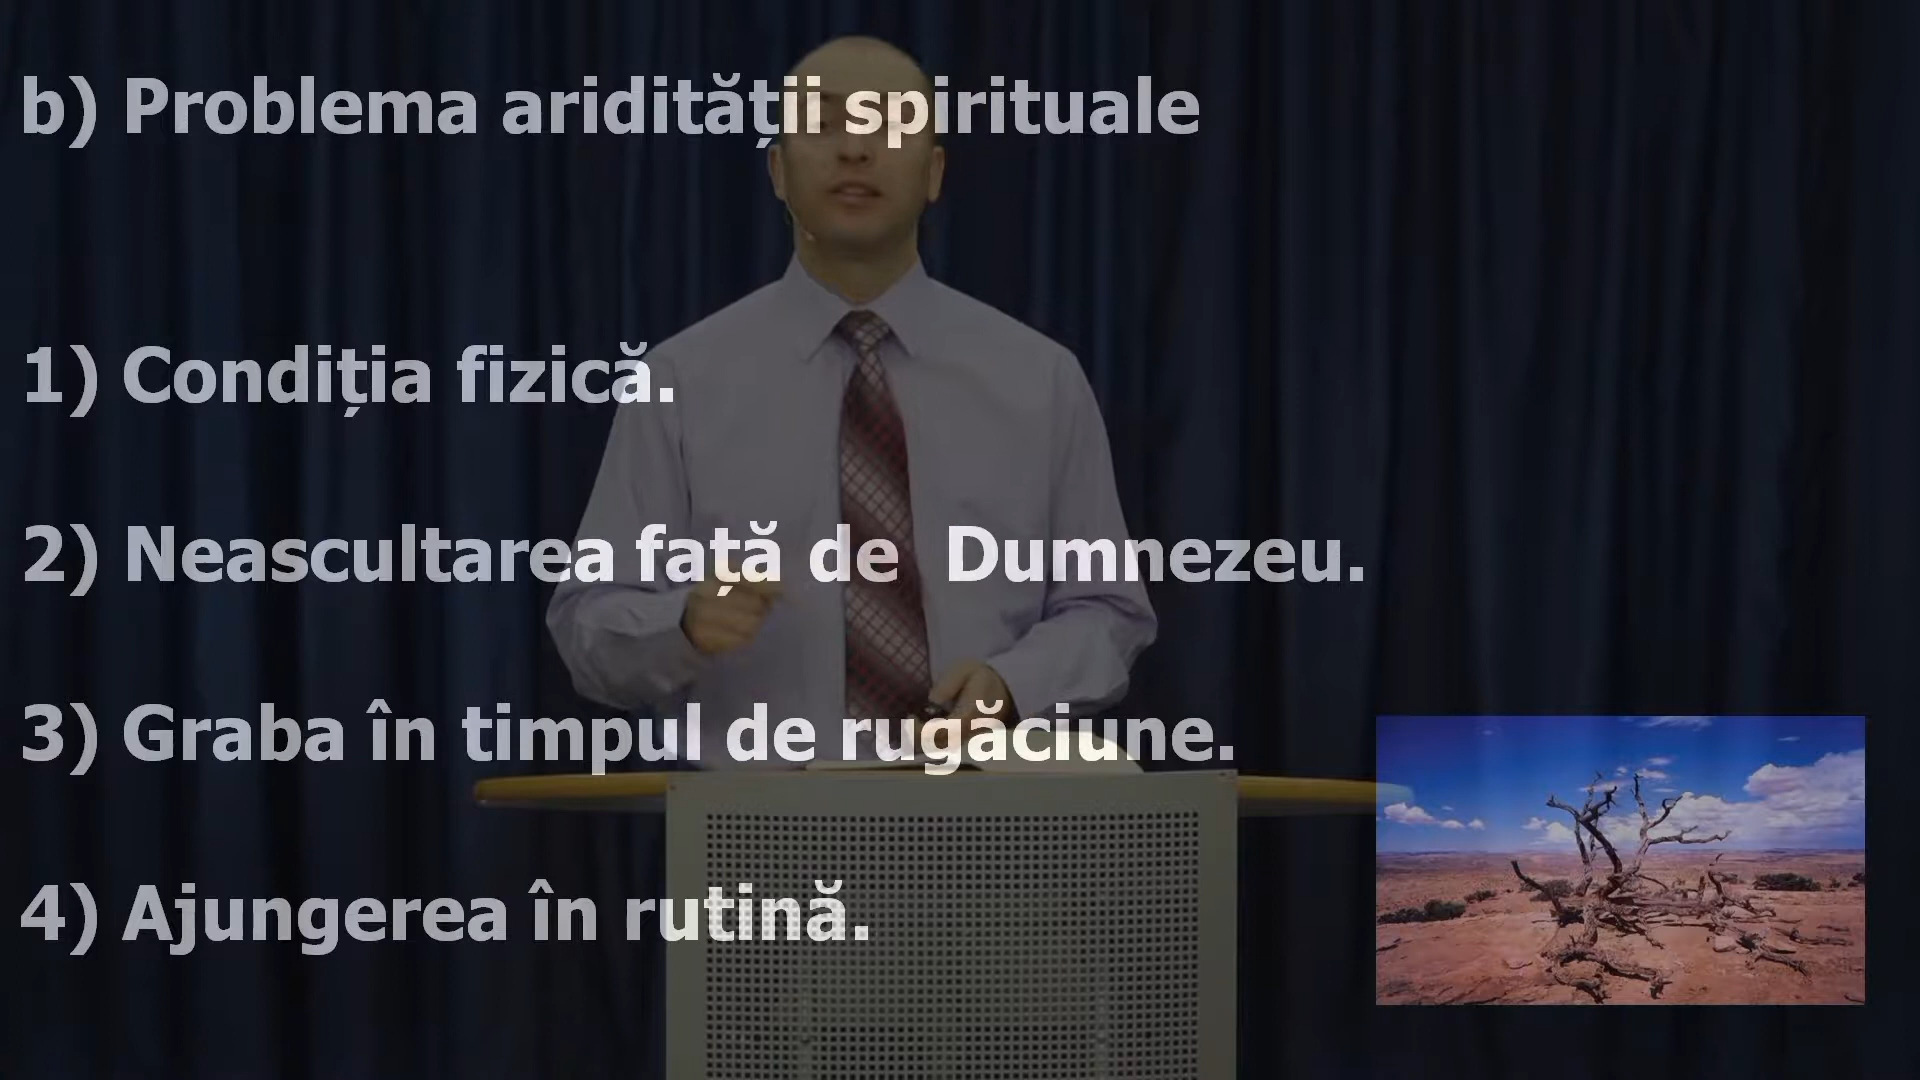 b) Problema aridității spirituale
1) Condiția fizică.
2) Neascultarea față de  Dumnezeu.
3) Graba în timpul de rugăciune.
4) Ajungerea în rutină.